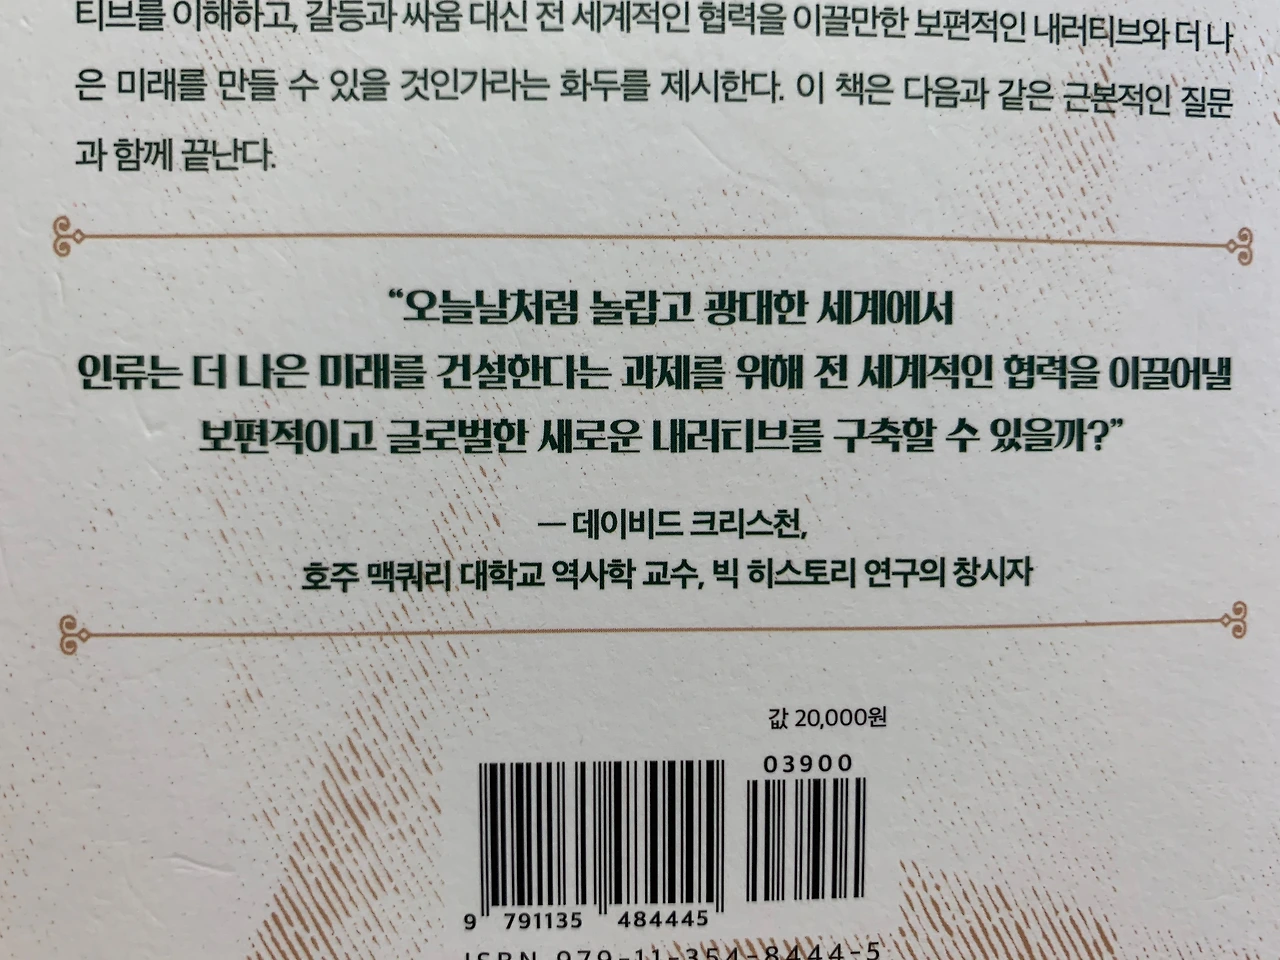 티브를 이해하고, 갈등과 싸움 대신 전 세계적인 협력을 이끌만한 보편적인 내러티브와 더 나
은 미래를 만들 수 있을 것인가라는 화두를 제시한다. 이 책은 다음과 같은 근본적인 질문
과 함께 끝난다.
“오늘날처럼 놀랍고 광대한 세계에서
인류는 더 나은 미래를 건설한다는 과제를 위해 전 세계적인 협력을 이끌어낼
보편적이고 글로벌한 새로운 내러티브를 구축할 수 있을까?”
— 데이비드 크리스천,
호주 맥쿼리 대학교 역사학 교수, 빅 히스토리 연구의 창시자
값 20,000원
03900
9 791135 484445
ISBN 979-11-354-8444-5